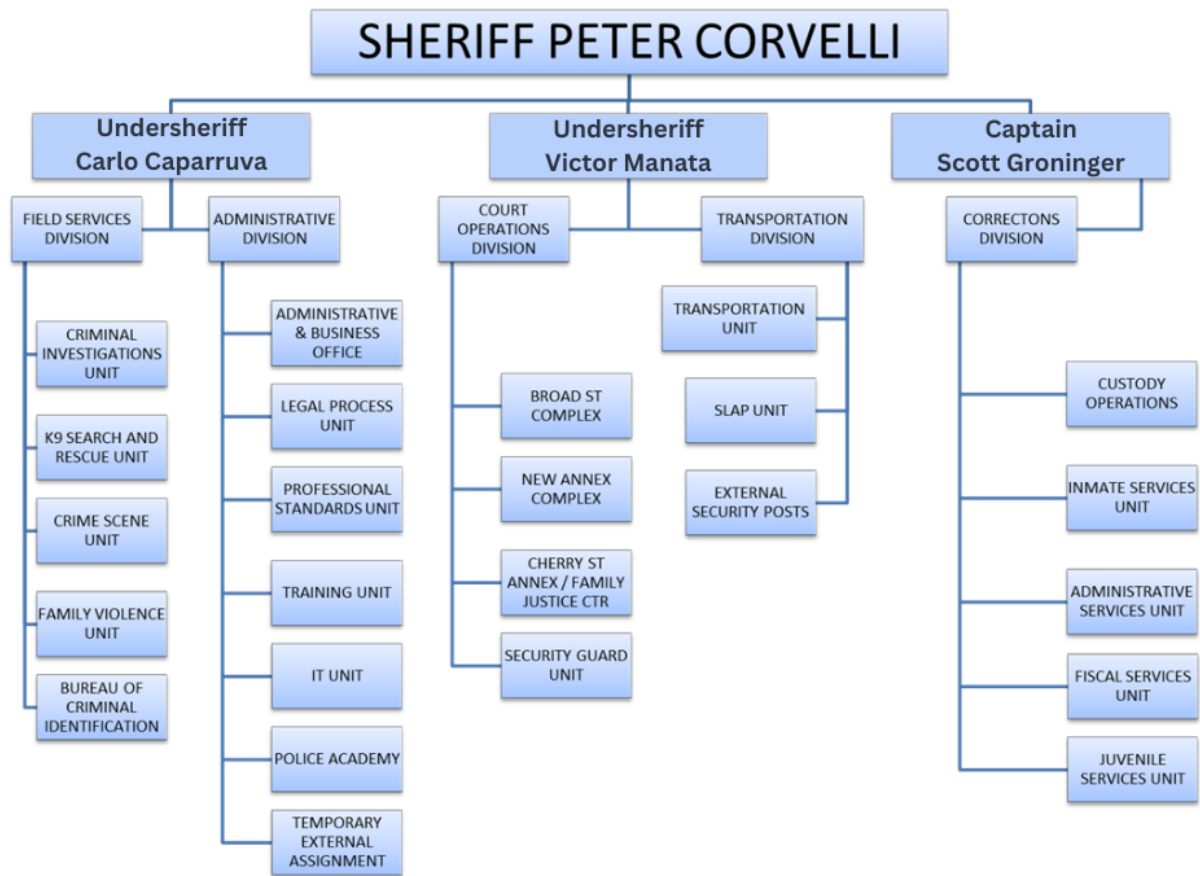 SHERIFF PETER CORVELLI
Undersheriff
Carlo Caparruva
Undersheriff
Victor Manata
Captain
Scott Groninger
FIELD SERVICES
DIVISION
ADMINISTRATIVE
DIVISION
COURT
OPERATIONS
DIVISION
TRANSPORTATION
DIVISION
CORRECTONS
DIVISION
CRIMINAL
INVESTIGATIONS
UNIT
K9 SEARCH AND
RESCUE UNIT
CRIME SCENE
UNIT
FAMILY VIOLENCE
UNIT
BUREAU OF
CRIMINAL
IDENTIFICATION
ADMINISTRATIVE
& BUSINESS
OFFICE
LEGAL PROCESS
UNIT
PROFESSIONAL
STANDARDS UNIT
TRAINING UNIT
IT UNIT
POLICE ACADEMY
TEMPORARY
EXTERNAL
ASSIGNMENT
BROAD ST
COMPLEX
NEW ANNEX
COMPLEX
CHERRY ST
ANNEX / FAMILY
JUSTICE CTR
SECURITY GUARD
UNIT
TRANSPORTATION
UNIT
SLAP UNIT
EXTERNAL
SECURITY POSTS
CUSTODY
OPERATIONS
INMATE SERVICES
UNIT
ADMINISTRATIVE
SERVICES UNIT
FISCAL SERVICES
UNIT
JUVENILE
SERVICES UNIT